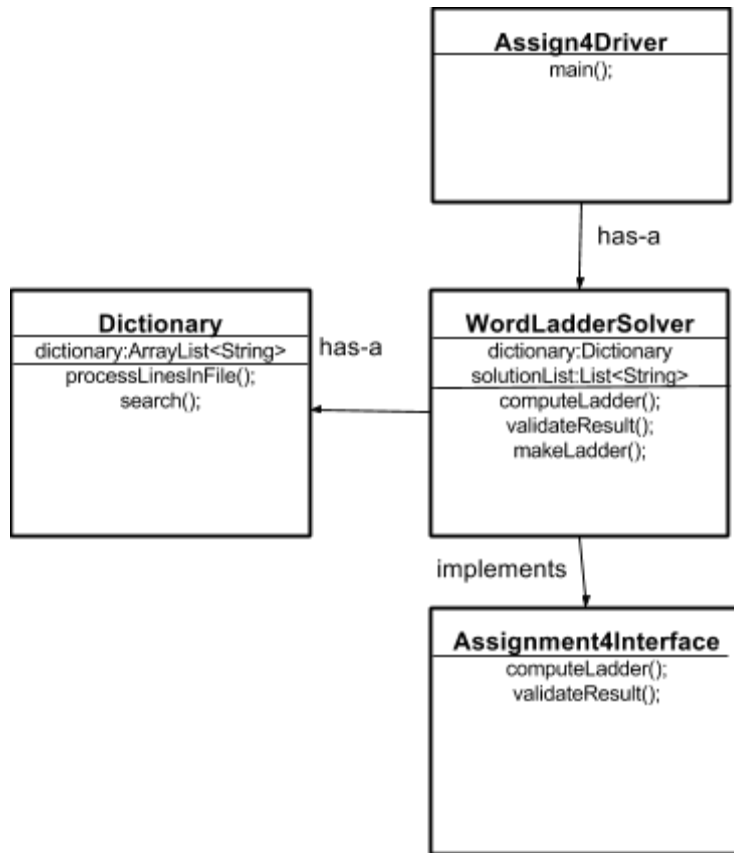 Assign4Driver
main();
has-a
Dictionary
dictionary:ArrayList<String>
processLinesInFile();
search();
has-a
WordLadderSolver
dictionary:Dictionary
solutionList:List<String>
computeLadder();
validateResult();
makeLadder();
implements
Assignment4Interface
computeLadder();
validateResult();